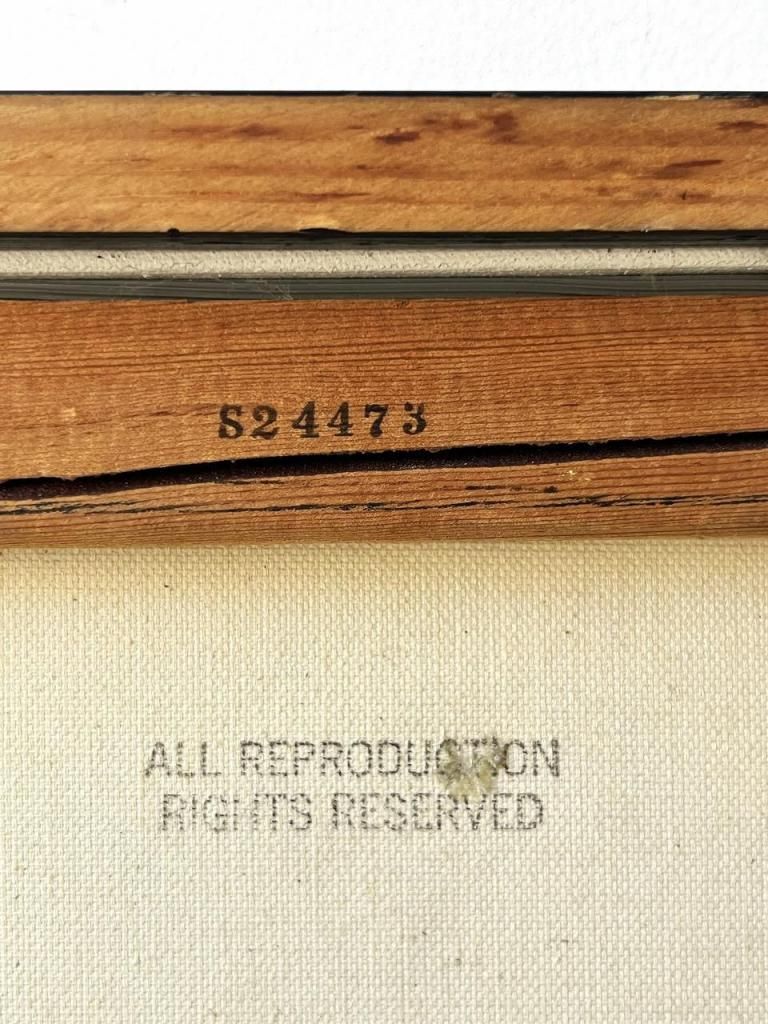 S24473
ALL REPRODUCTION
RIGHTS RESERVED